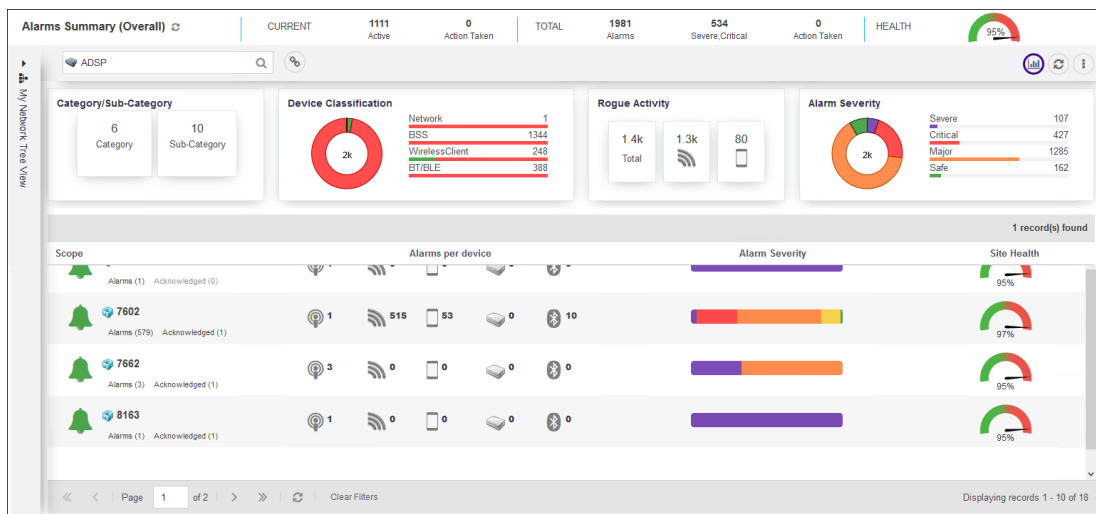 Alarms Summary (Overall)
CURRENT
1111
Active
0
Action Taken
TOTAL
1981
Alarms
534
Severe,Critical
0
Action Taken
HEALTH
95%
ADSP
My Network Tree View
Category/Sub-Category
6
Category
10
Sub-Category
Device Classification
2k
Network 1
BSS 1344
WirelessClient 248
BT/BLE 388
Rogue Activity
1.4k
Total
1.3k
80
Alarm Severity
2k
Severe 107
Critical 427
Major 1285
Safe 162
1 record(s) found
Scope Alarms per device Alarm Severity Site Health
Alarms (1) Acknowledged (0)
95%
7602
Alarms (579) Acknowledged (1)
1 515 53 0 10
97%
7662
Alarms (3) Acknowledged (1)
3 0 0 0 0
95%
8163
Alarms (1) Acknowledged (1)
1 0 0 0 0
95%
Page 1 of 2 Clear Filters Displaying records 1 - 10 of 18